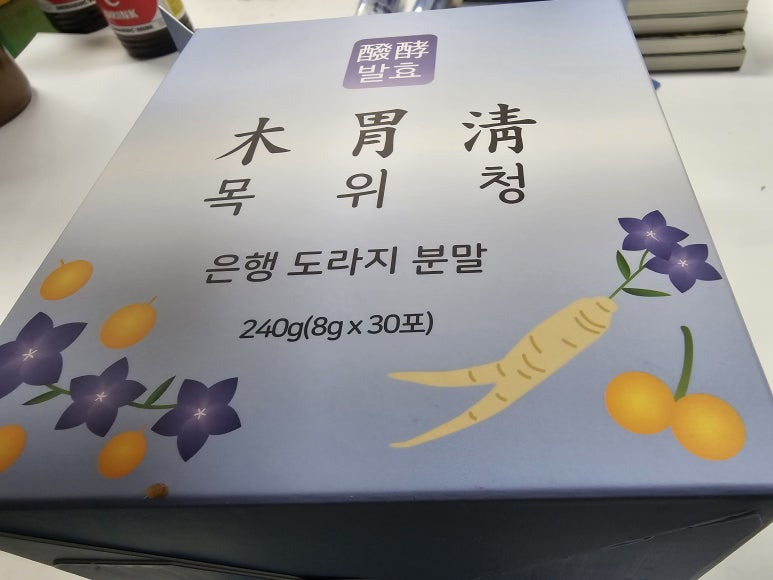 醱酵
발효
木胃淸
목위청
은행 도라지 분말
240g(8g x 30포)